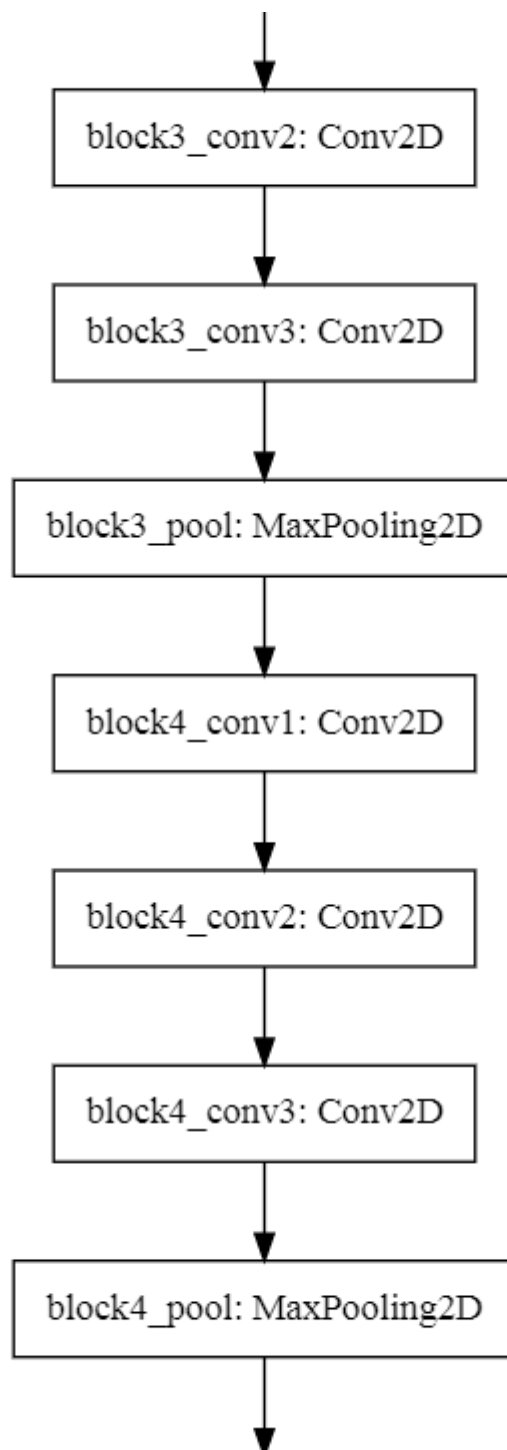 block3_conv2: Conv2D
block3_conv3: Conv2D
block3_pool: MaxPooling2D
block4_conv1: Conv2D
block4_conv2: Conv2D
block4_conv3: Conv2D
block4_pool: MaxPooling2D